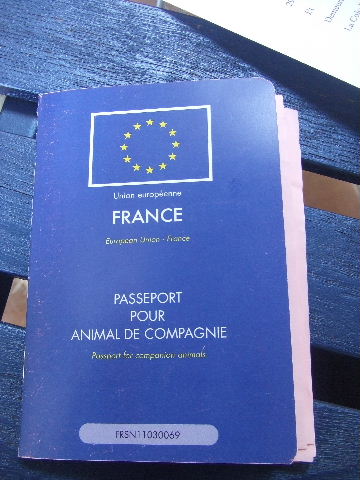 Union européenne
FRANCE
European Union - France
PASSEPORT
POUR
ANIMAL DE COMPAGNIE
Passport for companion animals
FRSN11030069